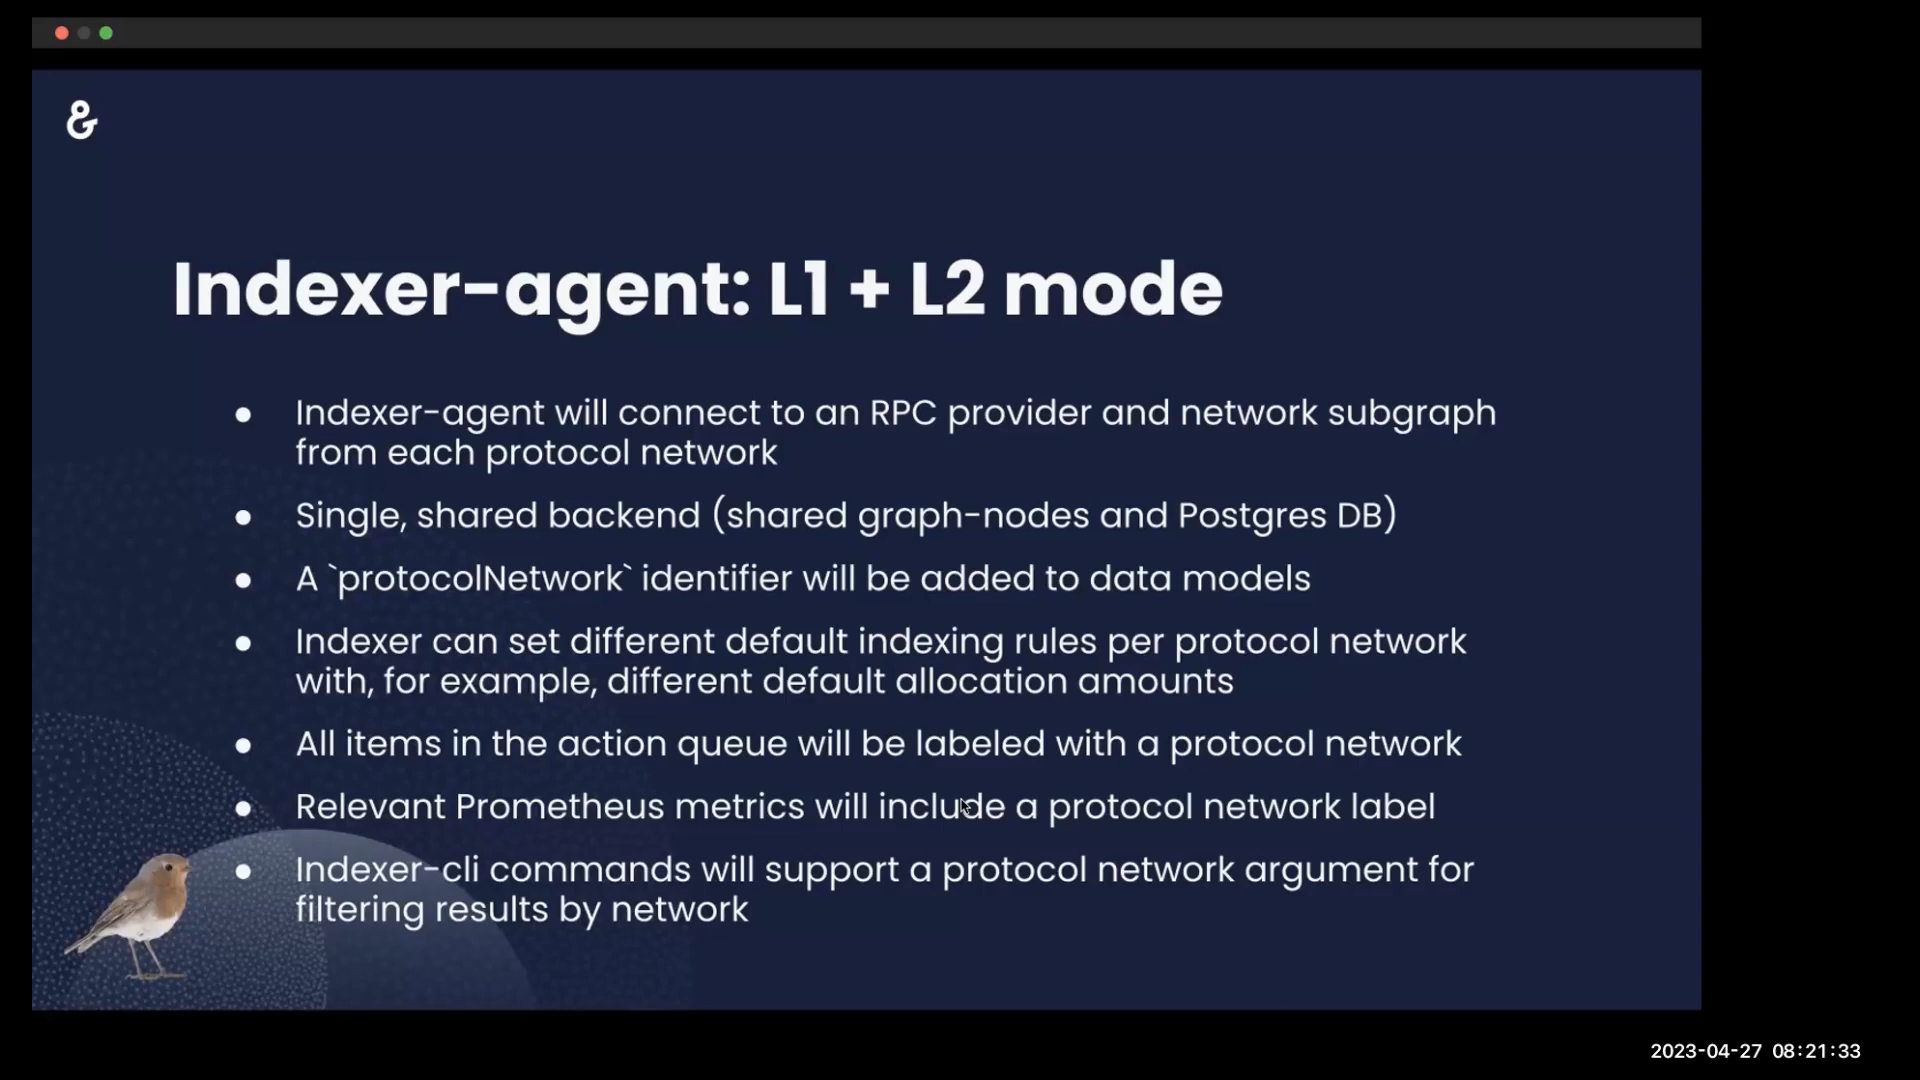 &
Indexer-agent: L1 + L2 mode
● Indexer-agent will connect to an RPC provider and network subgraph
from each protocol network
● Single, shared backend (shared graph-nodes and Postgres DB)
● A `protocolNetwork` identifier will be added to data models
● Indexer can set different default indexing rules per protocol network
with, for example, different default allocation amounts
● All items in the action queue will be labeled with a protocol network
● Relevant Prometheus metrics will include a protocol network label
● Indexer-cli commands will support a protocol network argument for
filtering results by network
2023-04-27 08:21:33